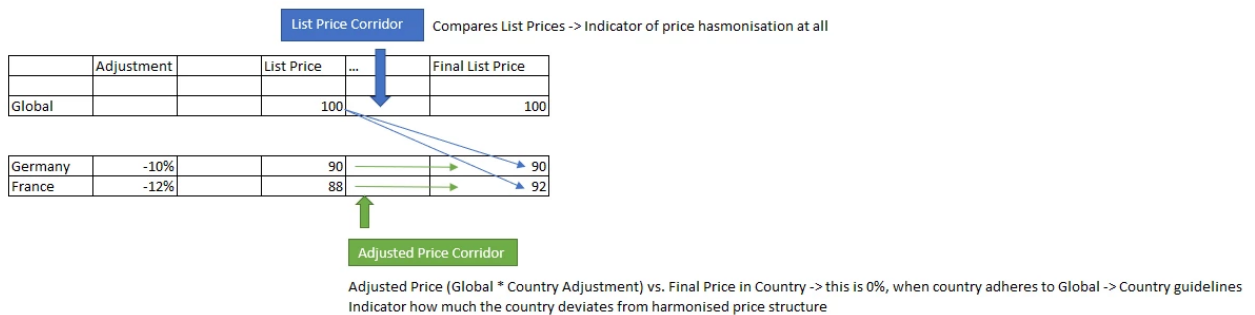 List Price Corridor Compares List Prices -> Indicator of price hasmonisation at all
Adjustment List Price ... Final List Price
Global 100 100
Germany -10% 90 90
France -12% 88 92
Adjusted Price Corridor
Adjusted Price (Global * Country Adjustment) vs. Final Price in Country -> this is 0%, when country adheres to Global -> Country guidelines
Indicator how much the country deviates from harmonised price structure